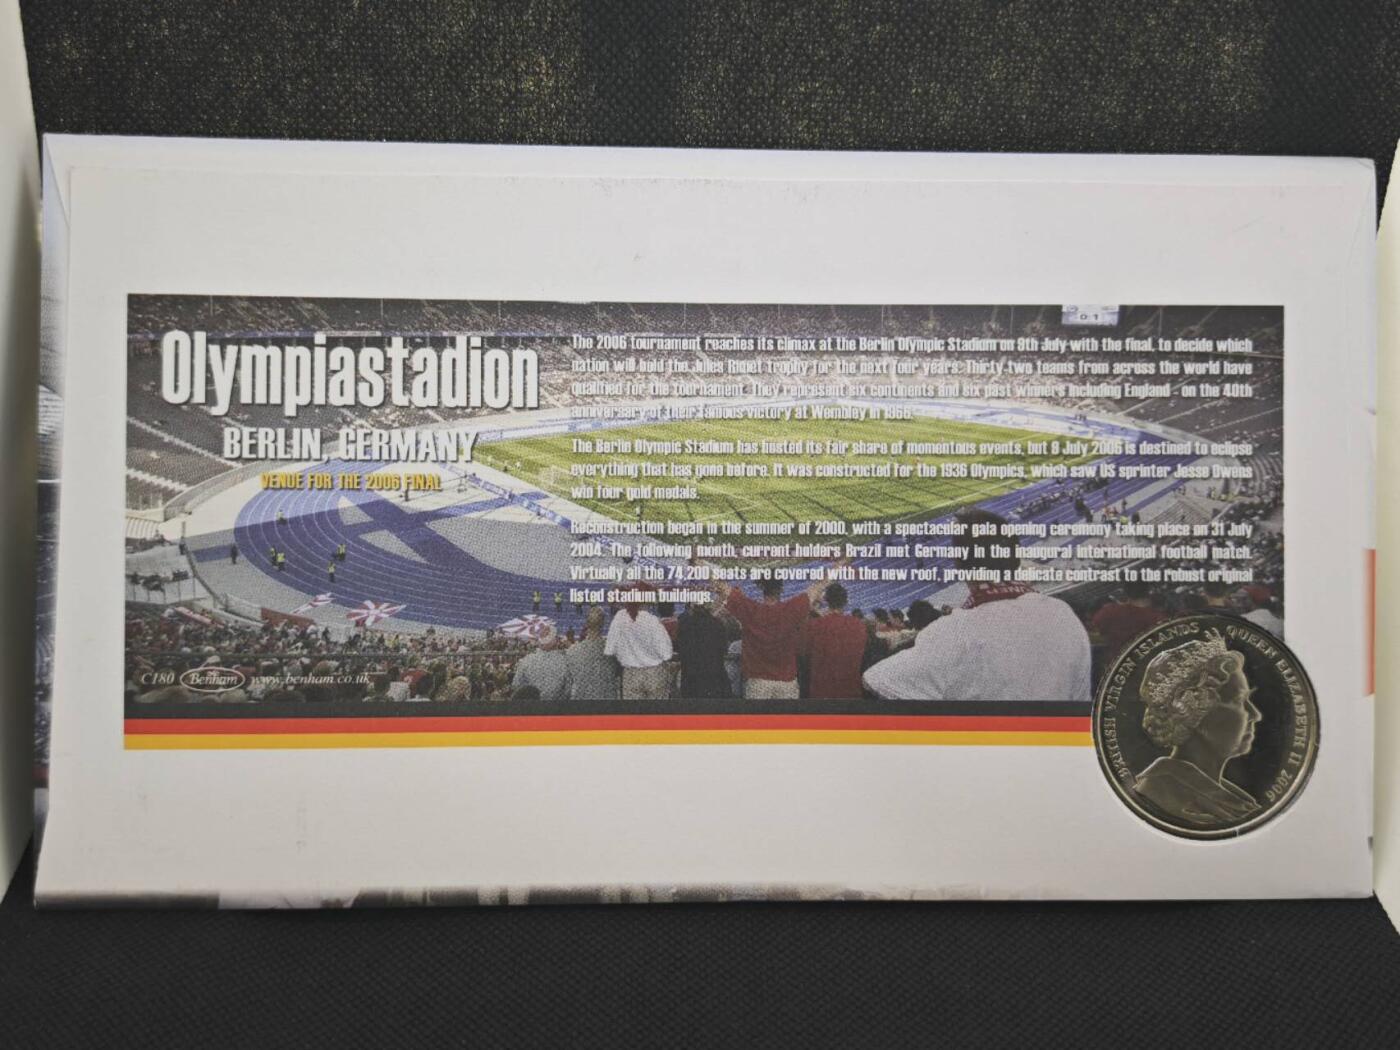 0:1
Olympiastadion
BERLIN, GERMANY
VENUE FOR THE 2006 FINAL
The 2006 tournament reaches its climax at the Berlin Olympic Stadium on 9th July with the final, to decide which
nation will hold the Jules Rimet Trophy for the next four years. Thirty-two teams from across the world have
qualified for the tournament. They represent six continents and six past winners including England - on the 40th
anniversary of their famous victory at Wembley in 1966.
The Berlin Olympic Stadium has hosted its fair share of momentous events, but 9 July 2006 is destined to eclipse
everything that has gone before. It was constructed for the 1936 Olympics, which saw US sprinter Jesse Owens
win four gold medals.
Reconstruction began in the summer of 2000, with a spectacular gala opening ceremony taking place on 31 July
2004. The following month, current holders Brazil met Germany in the inaugural international football match.
Virtually all the 74,200 seats are covered with the new roof, providing a delicate contrast to the robust original
listed stadium buildings.
C180 Benham www.benham.co.uk
BRITISH VIRGIN ISLANDS QUEEN ELIZABETH II 2006